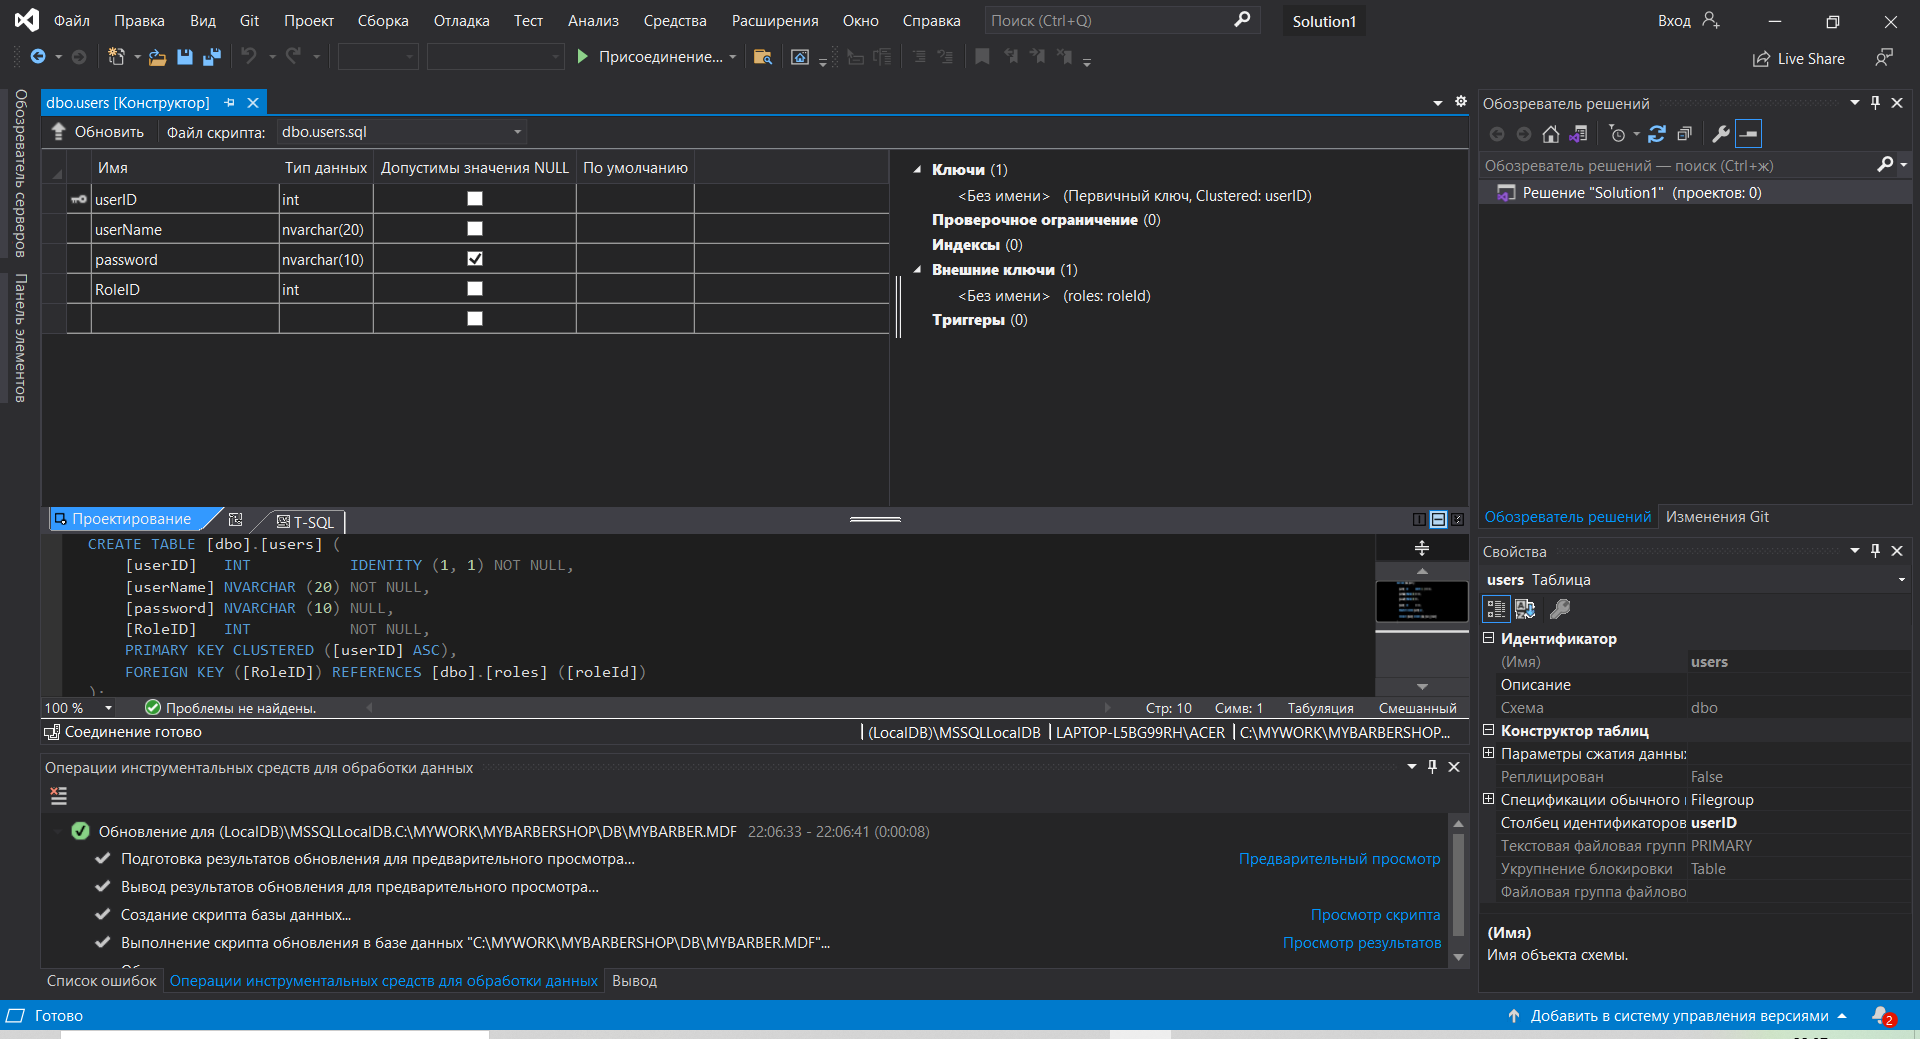 Файл Правка Вид Git Проект Сборка Отладка Тест Анализ Средства Расширения Окно Справка Поиск (Ctrl+Q) Solution1 Вход
Присоединение... Live Share
Обозреватель серверов
Панель элементов
dbo.users [Конструктор]
Обновить Файл скрипта: dbo.users.sql
Имя Тип данных Допустимы значения NULL По умолчанию
userID int
userName nvarchar(20)
password nvarchar(10)
RoleID int
Ключи (1)
<Без имени> (Первичный ключ, Clustered: userID)
Проверочное ограничение (0)
Индексы (0)
Внешние ключи (1)
<Без имени> (roles: roleId)
Триггеры (0)
Проектирование T-SQL
CREATE TABLE [dbo].[users] (
[userID] INT IDENTITY (1, 1) NOT NULL,
[userName] NVARCHAR (20) NOT NULL,
[password] NVARCHAR (10) NULL,
[RoleID] INT NOT NULL,
PRIMARY KEY CLUSTERED ([userID] ASC),
FOREIGN KEY ([RoleID]) REFERENCES [dbo].[roles] ([roleId])
);
100 % Проблемы не найдены. Стр: 10 Симв: 1 Табуляция Смешанный
Соединение готово (LocalDB)\MSSQLLocalDB LAPTOP-L5BG99RH\ACER C:\MYWORK\MYBARBERSHOP...
Операции инструментальных средств для обработки данных
Обновление для (LocalDB)\MSSQLLocalDB.C:\MYWORK\MYBARBERSHOP\DB\MYBARBER.MDF 22:06:33 - 22:06:41 (0:00:08)
Подготовка результатов обновления для предварительного просмотра... Предварительный просмотр
Вывод результатов обновления для предварительного просмотра...
Создание скрипта базы данных... Просмотр скрипта
Выполнение скрипта обновления в базе данных "C:\MYWORK\MYBARBERSHOP\DB\MYBARBER.MDF"... Просмотр результатов
Список ошибок Операции инструментальных средств для обработки данных Вывод
Обозреватель решений
Обозреватель решений — поиск (Ctrl+ж)
Решение "Solution1" (проектов: 0)
Обозреватель решений Изменения Git
Свойства
users Таблица
Идентификатор
(Имя) users
Описание
Схема dbo
Конструктор таблиц
Параметры сжатия данны
Реплицирован False
Спецификации обычного Filegroup
Столбец идентификаторов userID
Текстовая файловая групп PRIMARY
Укрупнение блокировки Table
Файловая группа файлово
(Имя)
Имя объекта схемы.
Готово Добавить в систему управления версиями 2